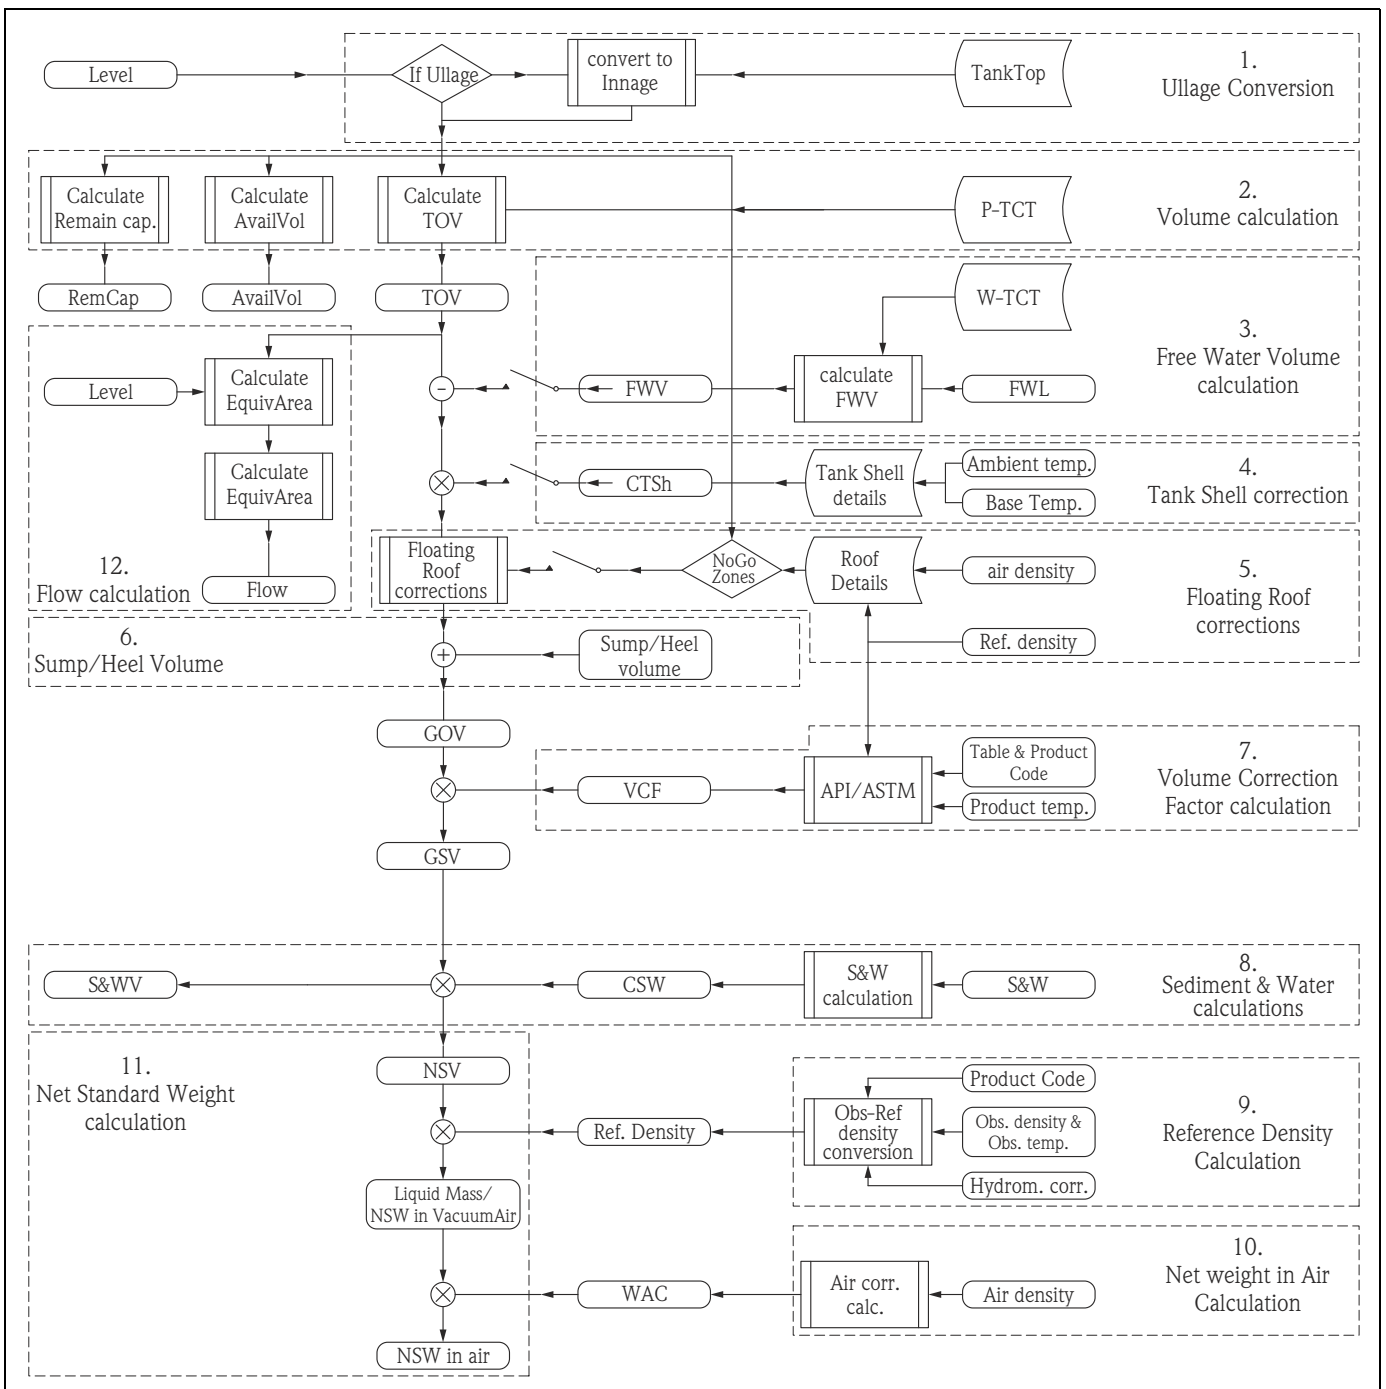 Level
If Ullage
convert to
Innage
TankTop
1.
Ullage Conversion
Calculate
Remain cap.
Calculate
AvailVol
Calculate
TOV
P-TCT
2.
Volume calculation
RemCap
AvailVol
TOV
W-TCT
3.
Free Water Volume
calculation
Level
Calculate
EquivArea
-
FWV
calculate
FWV
FWL
Calculate
EquivArea
CTSh
Tank Shell
details
Ambient temp.
Base Temp.
4.
Tank Shell correction
12.
Flow calculation
Flow
Floating
Roof
corrections
NoGo
Zones
Roof
Details
air density
Ref. density
5.
Floating Roof
corrections
6.
Sump/Heel Volume
+
Sump/Heel
volume
GOV
VCF
API/ASTM
Table & Product
Code
Product temp.
7.
Volume Correction
Factor calculation
GSV
S&WV
CSW
S&W
calculation
S&W
8.
Sediment & Water
calculations
11.
Net Standard Weight
calculation
NSV
Ref. Density
Obs-Ref
density
conversion
Product Code
Obs. density &
Obs. temp.
Hydrom. corr.
9.
Reference Density
Calculation
Liquid Mass/
NSW in VacuumAir
WAC
Air corr.
calc.
Air density
10.
Net weight in Air
Calculation
NSW in air